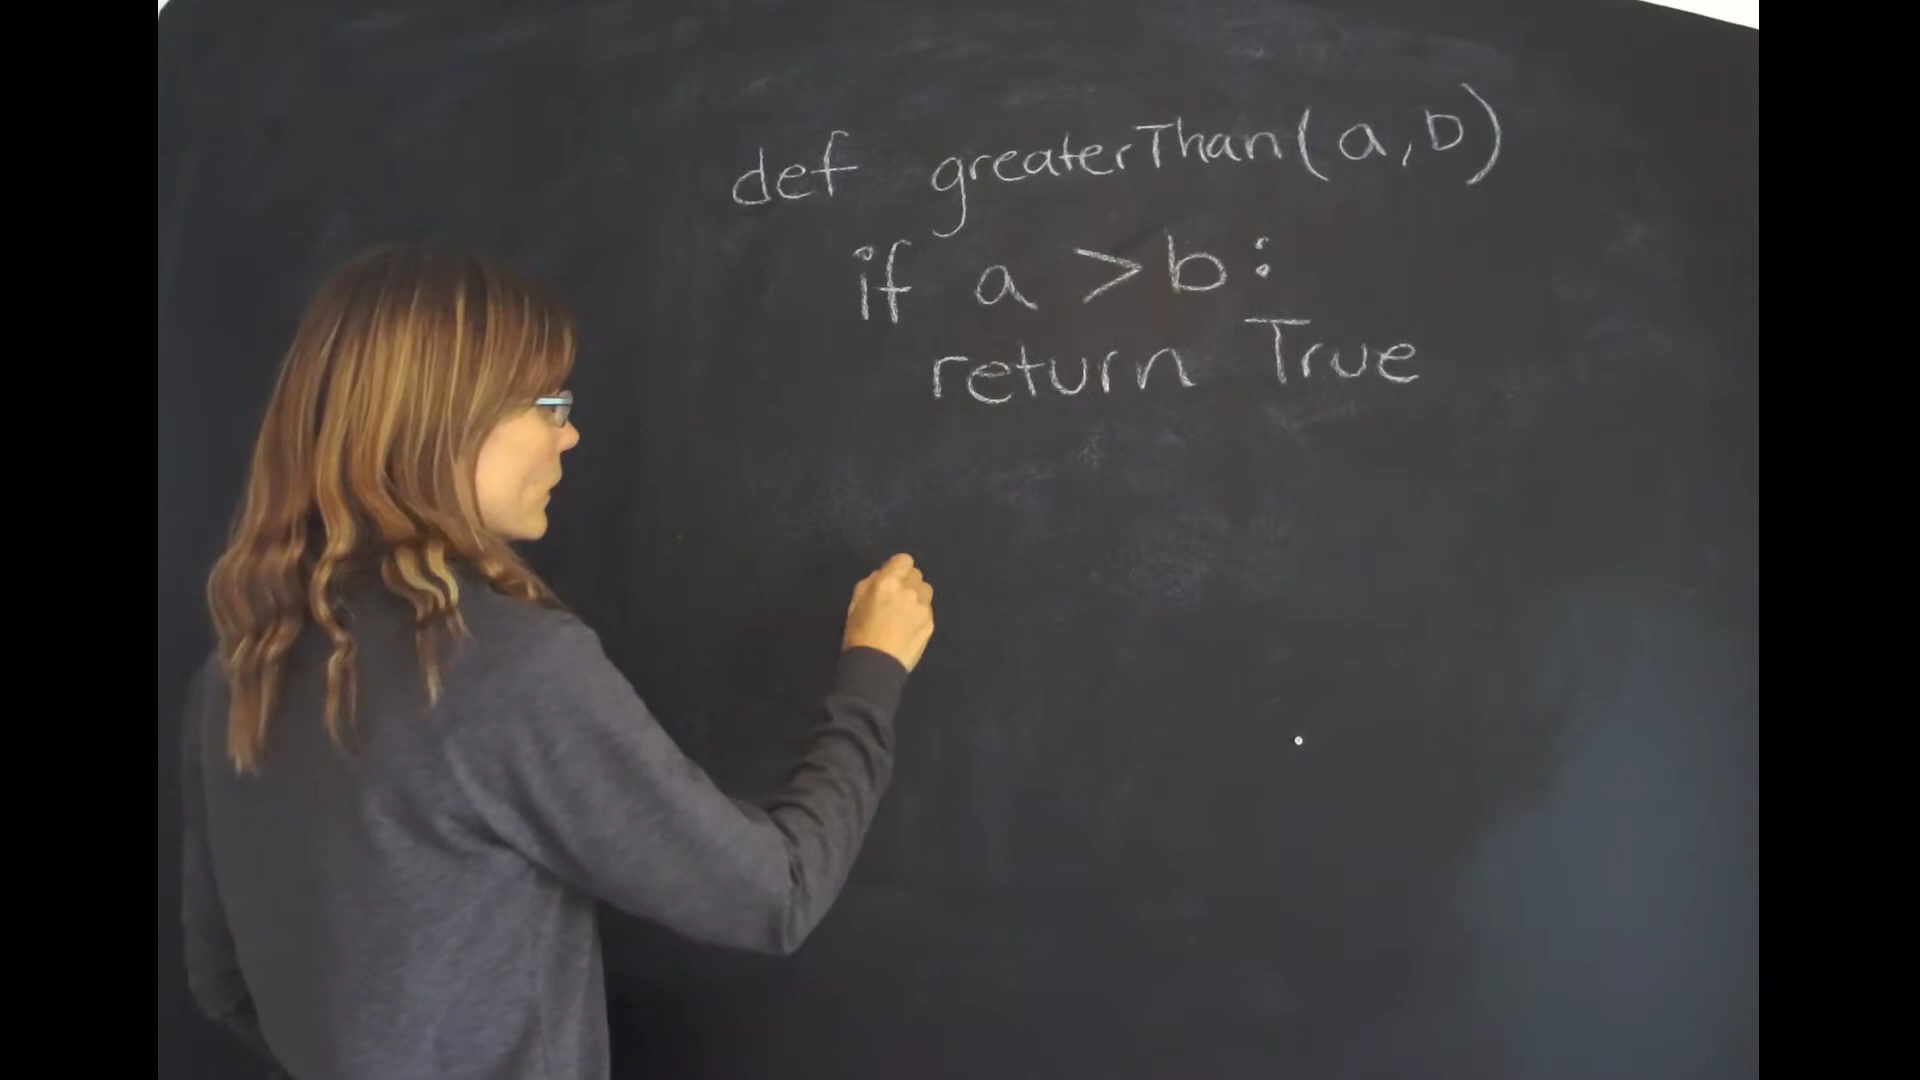 def greaterThan(a,b)
if a >b:
return True